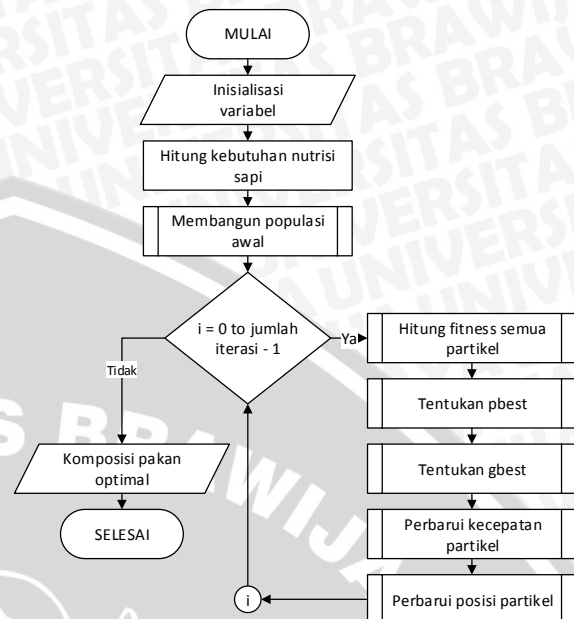 MULAI
Inisialisasi
variabel
Hitung kebutuhan nutrisi
sapi
Membangun populasi
awal
i = 0 to jumlah
iterasi - 1
Ya
Hitung fitness semua
partikel
Tentukan pbest
Tentukan gbest
Perbarui kecepatan
partikel
Perbarui posisi partikel
i
Tidak
Komposisi pakan
optimal
SELESAI